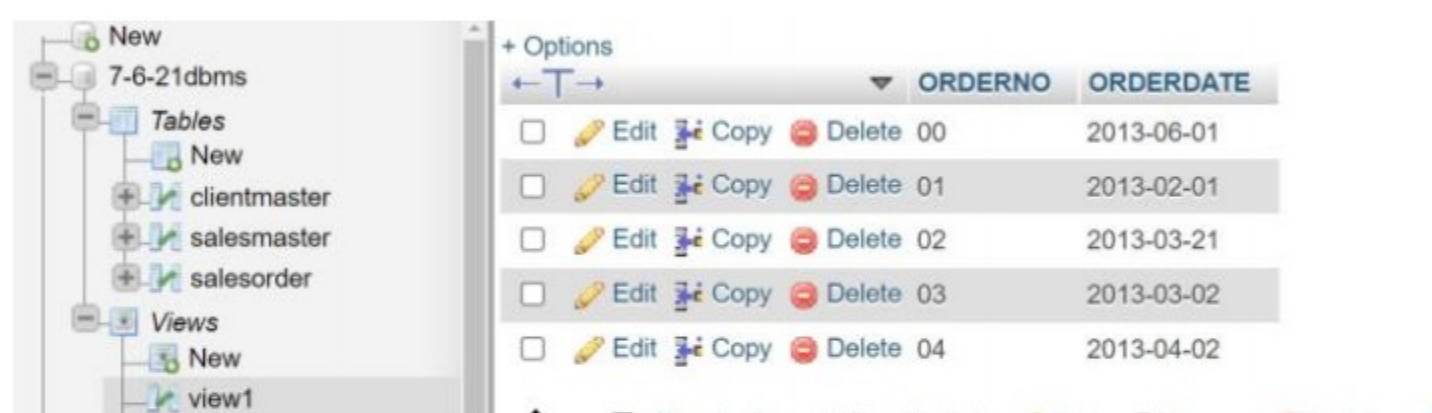 New
7-6-21dbms
Tables
New
clientmaster
salesmaster
salesorder
Views
New
view1
+ Options
←T→ ORDERNO ORDERDATE
Edit Copy Delete 00 2013-06-01
Edit Copy Delete 01 2013-02-01
Edit Copy Delete 02 2013-03-21
Edit Copy Delete 03 2013-03-02
Edit Copy Delete 04 2013-04-02